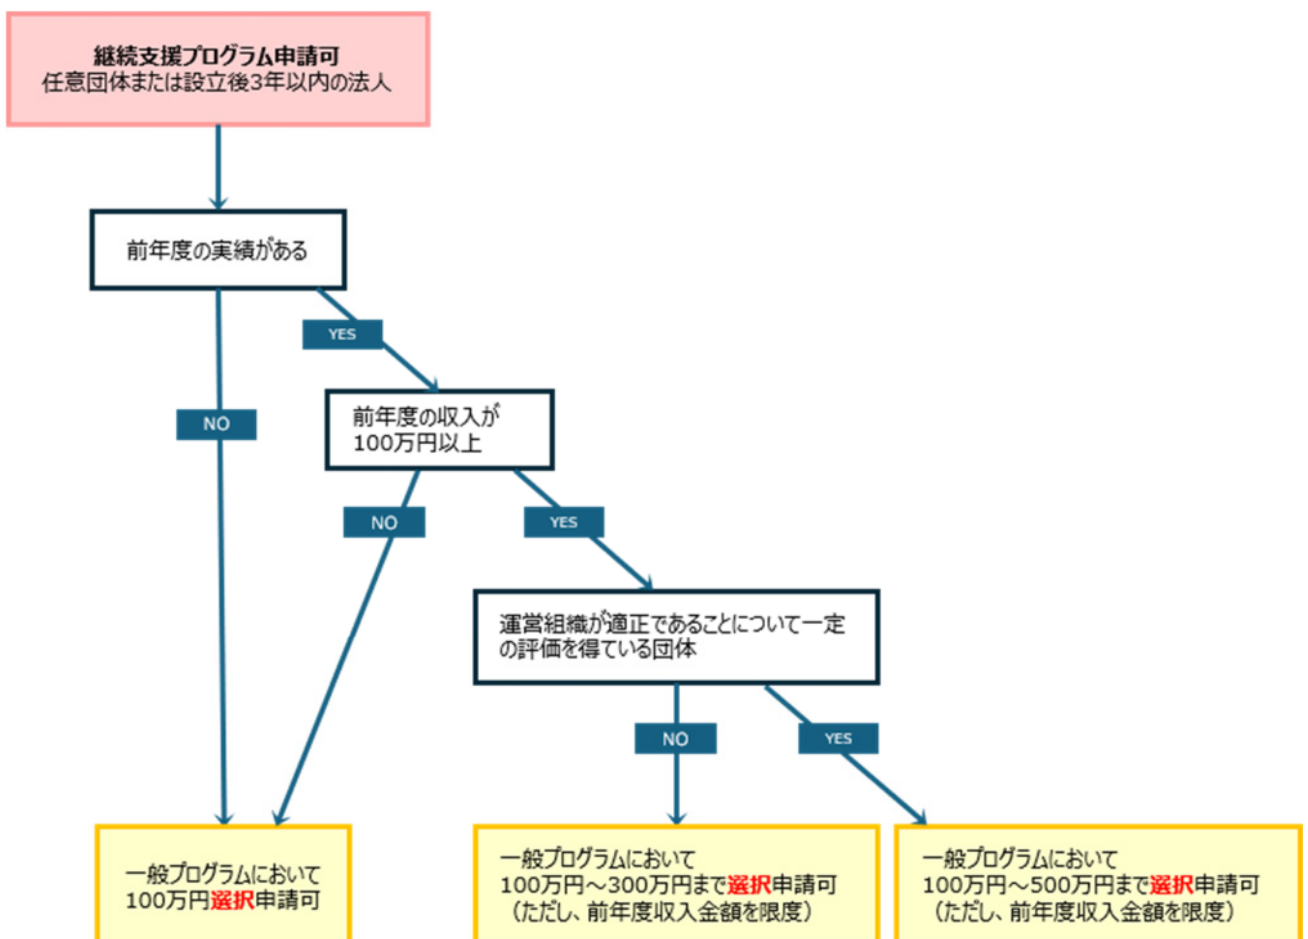 継続支援プログラム申請可
任意団体または設立後3年以内の法人
前年度の実績がある
YES
NO
前年度の収入が
100万円以上
NO
YES
運営組織が適正であることについて一定
の評価を得ている団体
NO
YES
一般プログラムにおいて
100万円選択申請可
一般プログラムにおいて
100万円～300万円まで選択申請可
（ただし、前年度収入金額を限度）
一般プログラムにおいて
100万円～500万円まで選択申請可
（ただし、前年度収入金額を限度）